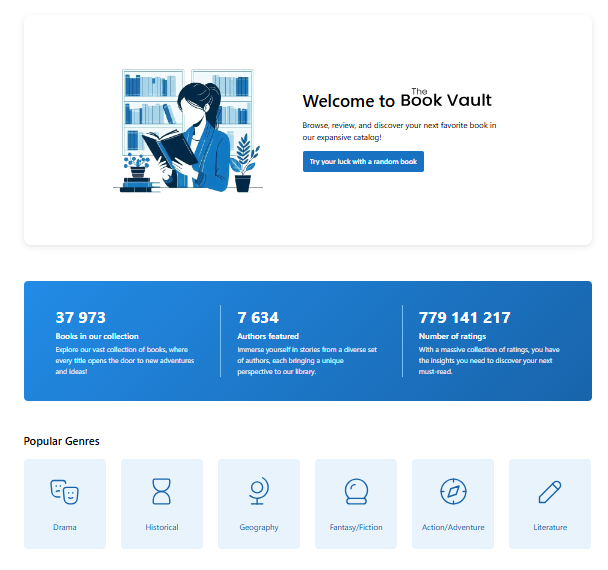 Welcome to The Book Vault
Browse, review, and discover your next favorite book in
our expansive catalog!
Try your luck with a random book
37 973
Books in our collection
Explore our vast collection of books, where
every title opens the door to new adventures
and ideas!
7 634
Authors featured
Immerse yourself in stories from a diverse set
of authors, each bringing a unique
perspective to our library.
779 141 217
Number of ratings
With a massive collection of ratings, you have
the insights you need to discover your next
must-read.
Popular Genres
Drama
Historical
Geography
Fantasy/Fiction
Action/Adventure
Literature